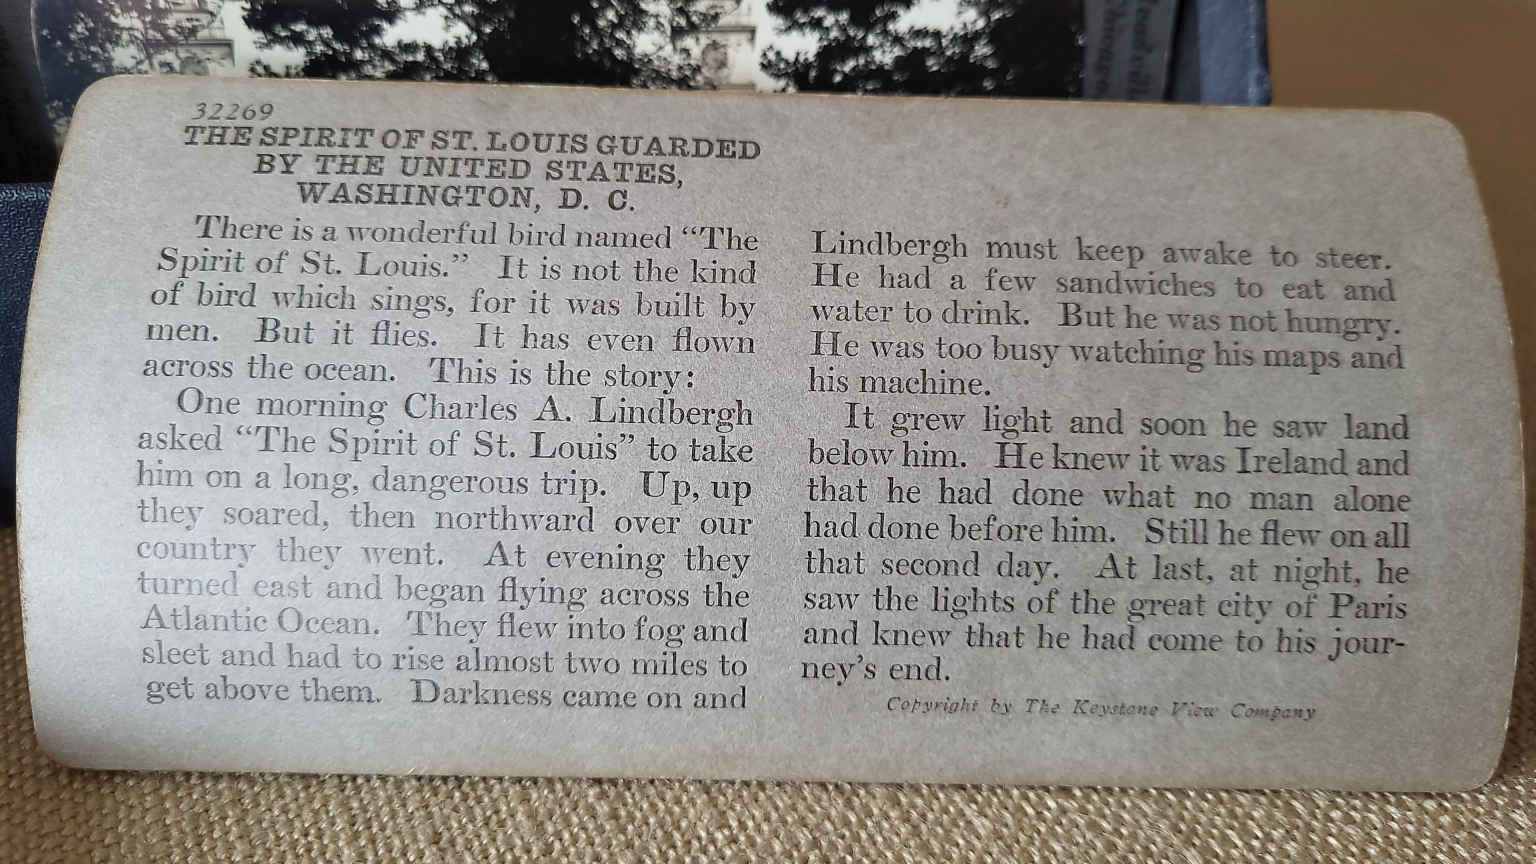 32269
THE SPIRIT OF ST. LOUIS GUARDED
BY THE UNITED STATES,
WASHINGTON, D. C.
There is a wonderful bird named “The
Spirit of St. Louis.” It is not the kind
of bird which sings, for it was built by
men. But it flies. It has even flown
across the ocean. This is the story:
One morning Charles A. Lindbergh
asked “The Spirit of St. Louis” to take
him on a long, dangerous trip. Up, up
they soared, then northward over our
country they went. At evening they
turned east and began flying across the
Atlantic Ocean. They flew into fog and
sleet and had to rise almost two miles to
get above them. Darkness came on and
Lindbergh must keep awake to steer.
He had a few sandwiches to eat and
water to drink. But he was not hungry.
He was too busy watching his maps and
his machine.
It grew light and soon he saw land
below him. He knew it was Ireland and
that he had done what no man alone
had done before him. Still he flew on all
that second day. At last, at night, he
saw the lights of the great city of Paris
and knew that he had come to his jour-
ney’s end.
Copyright by The Keystone View Company